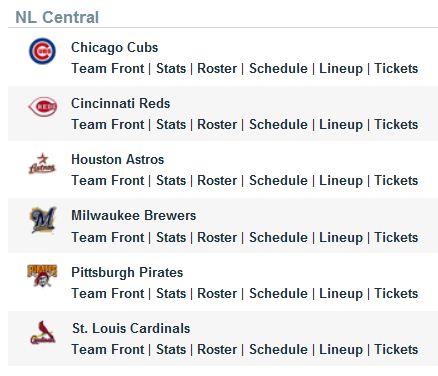 NL Central
Chicago Cubs
Team Front | Stats | Roster | Schedule | Lineup | Tickets
Cincinnati Reds
Team Front | Stats | Roster | Schedule | Lineup | Tickets
Houston Astros
Team Front | Stats | Roster | Schedule | Lineup | Tickets
Milwaukee Brewers
Team Front | Stats | Roster | Schedule | Lineup | Tickets
Pittsburgh Pirates
Team Front | Stats | Roster | Schedule | Lineup | Tickets
St. Louis Cardinals
Team Front | Stats | Roster | Schedule | Lineup | Tickets